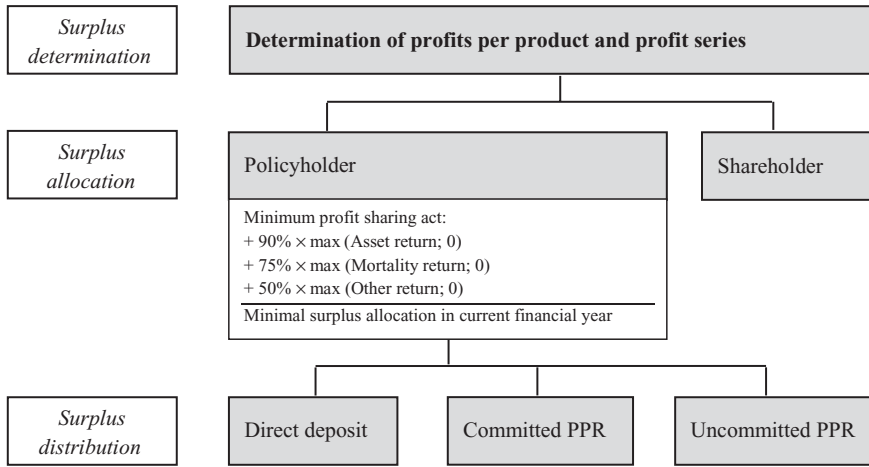 Surplus
determination
Determination of profits per product and profit series
Surplus
allocation
Policyholder
Shareholder
Minimum profit sharing act:
+ 90% × max (Asset return; 0)
+ 75% × max (Mortality return; 0)
+ 50% × max (Other return; 0)
Minimal surplus allocation in current financial year
Surplus
distribution
Direct deposit
Committed PPR
Uncommitted PPR